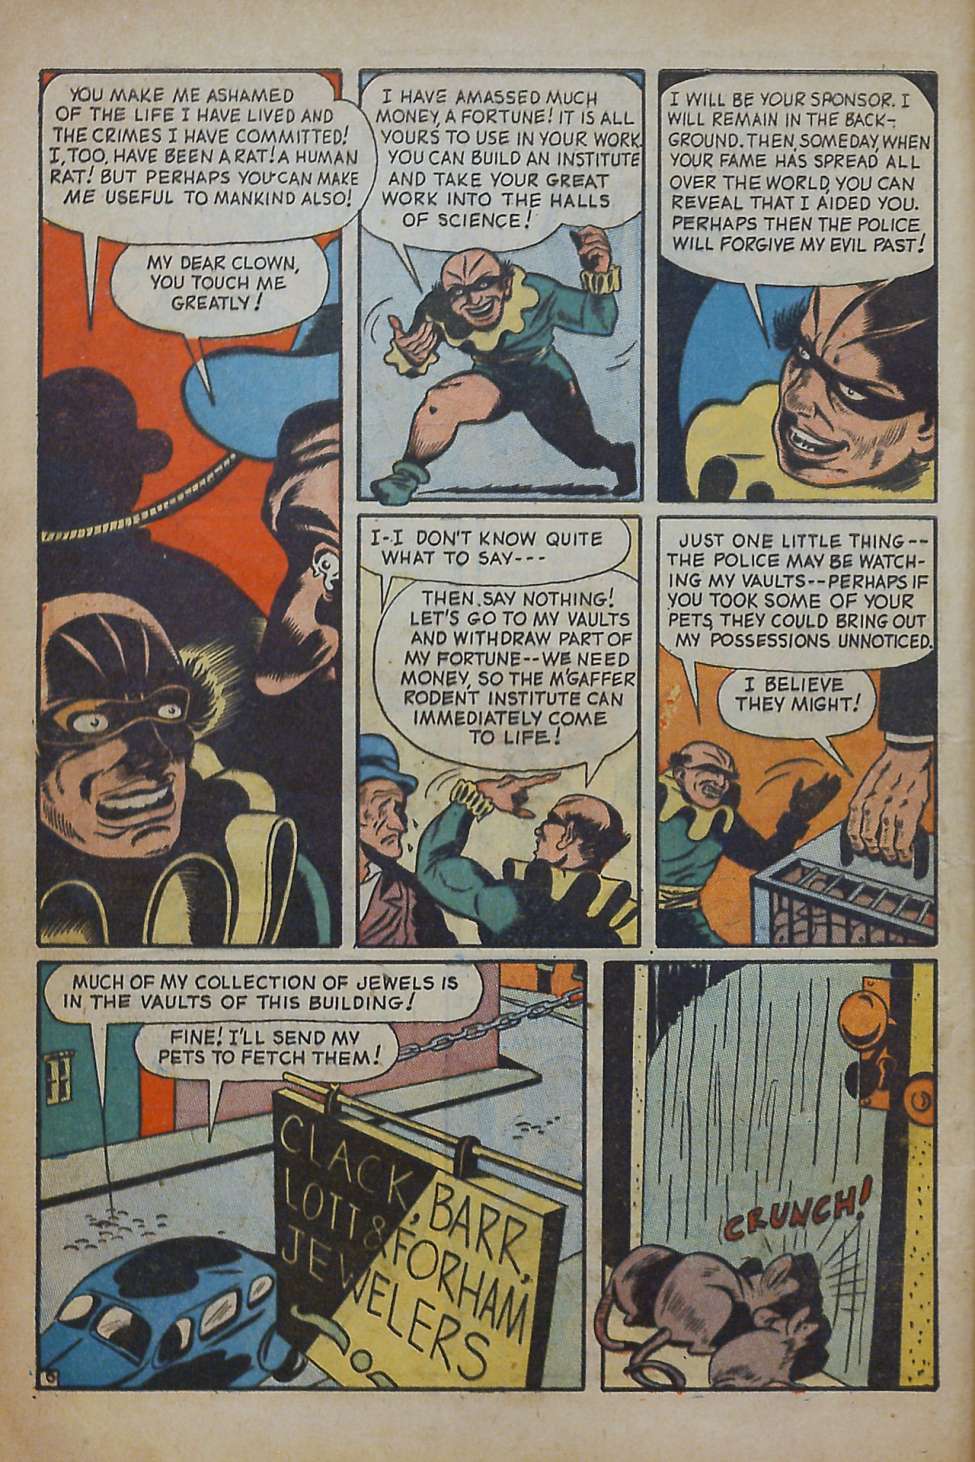 YOU MAKE ME ASHAMED
OF THE LIFE I HAVE LIVED AND
THE CRIMES I HAVE COMMITTED!
I, TOO, HAVE BEEN A RAT! A HUMAN
RAT! BUT PERHAPS YOU CAN MAKE
ME USEFUL TO MANKIND ALSO!
MY DEAR CLOWN,
YOU TOUCH ME
GREATLY!
I HAVE AMASSED MUCH
MONEY, A FORTUNE! IT IS ALL
YOURS TO USE IN YOUR WORK.
YOU CAN BUILD AN INSTITUTE
AND TAKE YOUR GREAT
WORK INTO THE HALLS
OF SCIENCE!
I WILL BE YOUR SPONSOR. I
WILL REMAIN IN THE BACK-
GROUND. THEN, SOMEDAY, WHEN
YOUR FAME HAS SPREAD ALL
OVER THE WORLD, YOU CAN
REVEAL THAT I AIDED YOU.
PERHAPS THEN THE POLICE
WILL FORGIVE MY EVIL PAST!
I-I DON'T KNOW QUITE
WHAT TO SAY---
THEN SAY NOTHING!
LET'S GO TO MY VAULTS
AND WITHDRAW PART OF
MY FORTUNE--WE NEED
MONEY, SO THE M'GAFFER
RODENT INSTITUTE CAN
IMMEDIATELY COME
TO LIFE!
JUST ONE LITTLE THING--
THE POLICE MAY BE WATCH-
ING MY VAULTS--PERHAPS IF
YOU TOOK SOME OF YOUR
PETS, THEY COULD BRING OUT
MY POSSESSIONS UNNOTICED.
I BELIEVE
THEY MIGHT!
MUCH OF MY COLLECTION OF JEWELS IS
IN THE VAULTS OF THIS BUILDING!
FINE! I'LL SEND MY
PETS TO FETCH THEM!
CLACK, BARR,
LOTT & FORHAM
JEWELERS
6
CRUNCH!